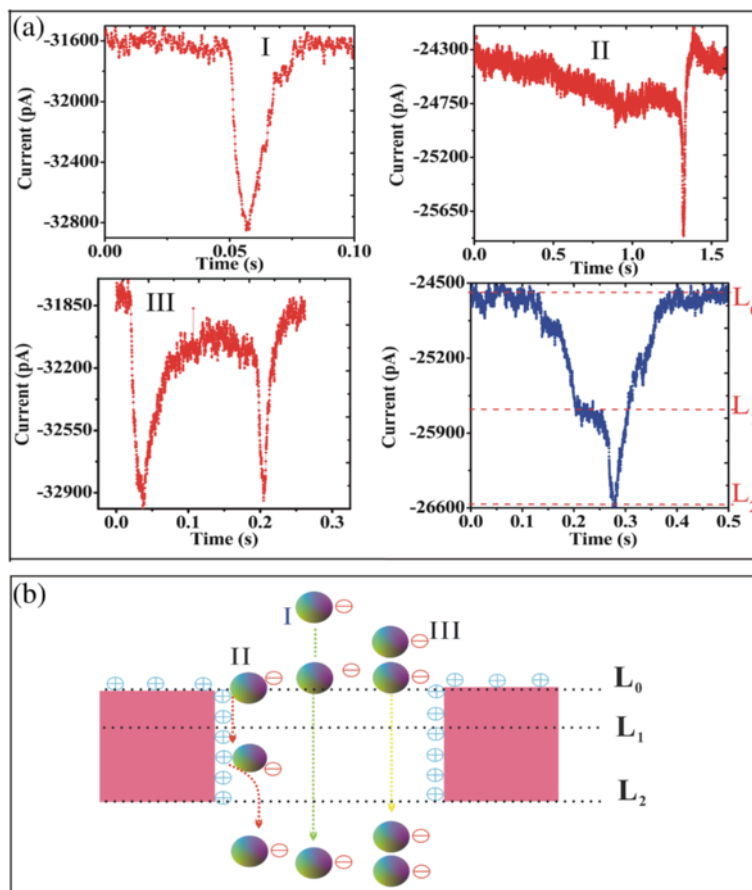 (a)
I
-31600
-32000
-32400
-32800
Current (pA)
0.00
0.05
0.10
Time (s)
II
-24300
-24750
-25200
-25650
Current (pA)
0.0
0.5
1.0
1.5
Time (s)
III
-31850
-32200
-32550
-32900
Current (pA)
0.0
0.1
0.2
0.3
Time (s)
-24500
-25200
-25900
-26600
Current (pA)
0.0
0.1
0.2
0.3
0.4
0.5
Time (s)
L
L
L
(b)
I
II
III
L₀
L₁
L₂